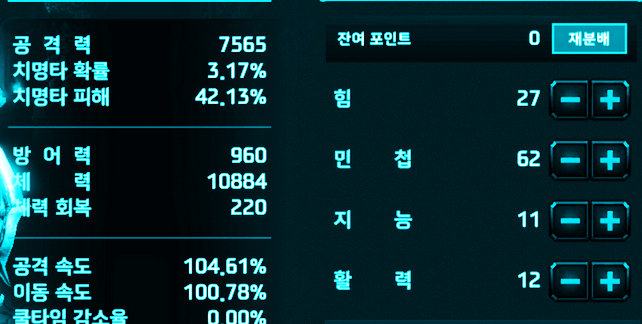 공 격 력 7565
치명타 확률 3.17%
치명타 피해 42.13%
방 어 력 960
체 력 10884
체력 회복 220
공격 속도 104.61%
이동 속도 100.78%
쿨타임 감소율 0.00%
잔여 포인트 0 재분배
힘 27
민 첩 62
지 능 11
활 력 12